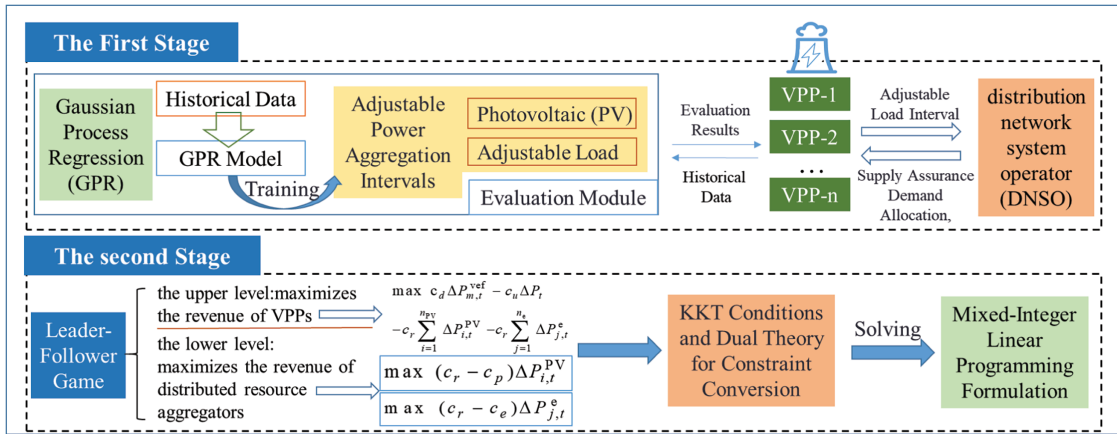 The First Stage
Gaussian
Process
Regression
(GPR)
Historical Data
GPR Model
Training
Adjustable
Power
Aggregation
Intervals
Photovoltaic (PV)
Adjustable Load
Evaluation Module
Evaluation
Results
Historical
Data
VPP-1
VPP-2
...
VPP-n
Adjustable
Load Interval
Supply Assurance
Demand
Allocation,
distribution
network
system
operator
(DNSO)
The second Stage
Leader-
Follower
Game
the upper level:maximizes
the revenue of VPPs
the lower level:
maximizes the revenue of
distributed resource
aggregators
max c_d ΔP_{m,t}^{vef} − c_u ΔP_t
−c_r ∑_{i=1}^{n_{PV}} ΔP_{i,t}^{PV} −c_r ∑_{j=1}^{n_e} ΔP_{j,t}^{e}
max (c_r − c_p)ΔP_{i,t}^{PV}
max (c_r − c_e)ΔP_{j,t}^{e}
KKT Conditions
and Dual Theory
for Constraint
Conversion
Solving
Mixed-Integer
Linear
Programming
Formulation